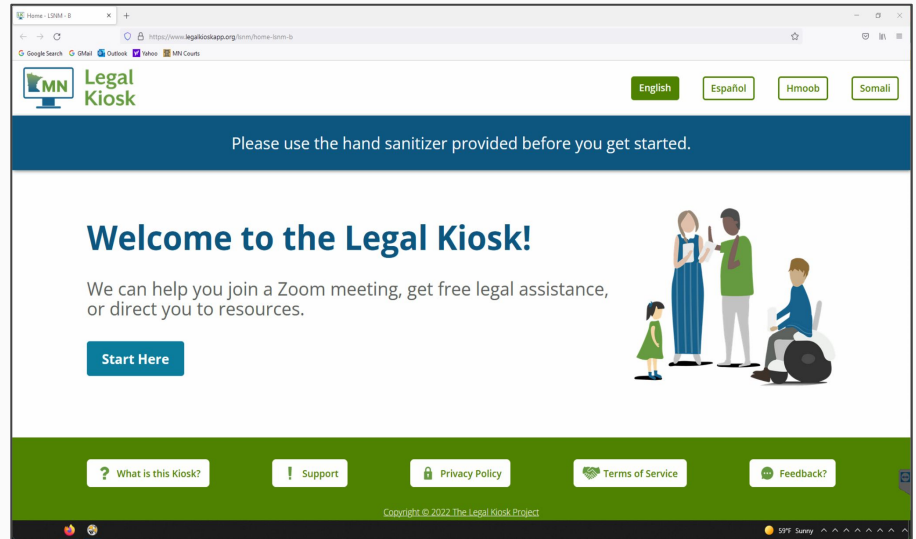 Home - LSNM - B
https://www.legalkioskapp.org/lsnm/home-lsnm-b
G Google Search G GMail Outlook Yahoo MN Courts
MN Legal Kiosk
English Español Hmoob Somali
Please use the hand sanitizer provided before you get started.
Welcome to the Legal Kiosk!
We can help you join a Zoom meeting, get free legal assistance,
or direct you to resources.
Start Here
? What is this Kiosk? ! Support Privacy Policy Terms of Service Feedback?
Copyright © 2022 The Legal Kiosk Project
59°F Sunny